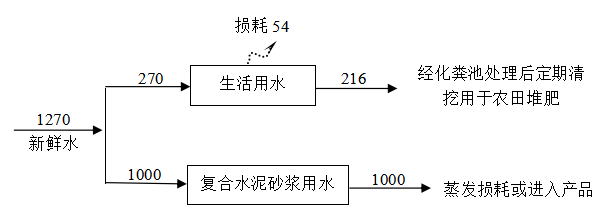 损耗 54
270
生活用水
216
经化粪池处理后定期清
挖用于农田堆肥
1270
新鲜水
1000
复合水泥砂浆用水
1000
蒸发损耗或进入产品